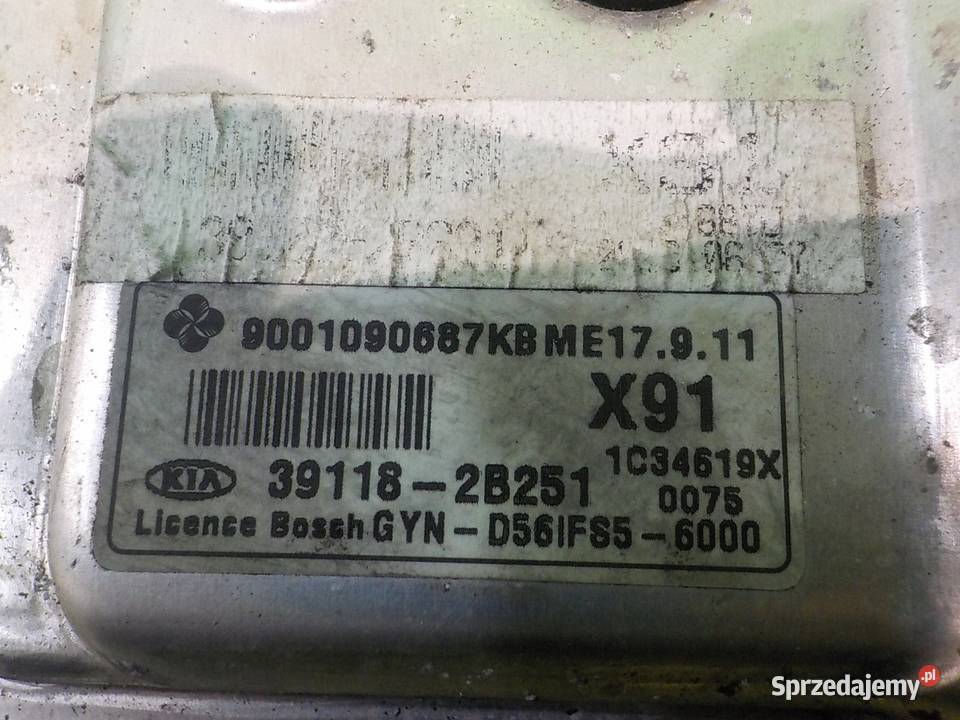 9001090687KB ME17.9.11
X91
1C34619X
KIA 39118-2B251 0075
Licence Bosch GYN-D56IFS5-6000
Sprzedajemy.pl